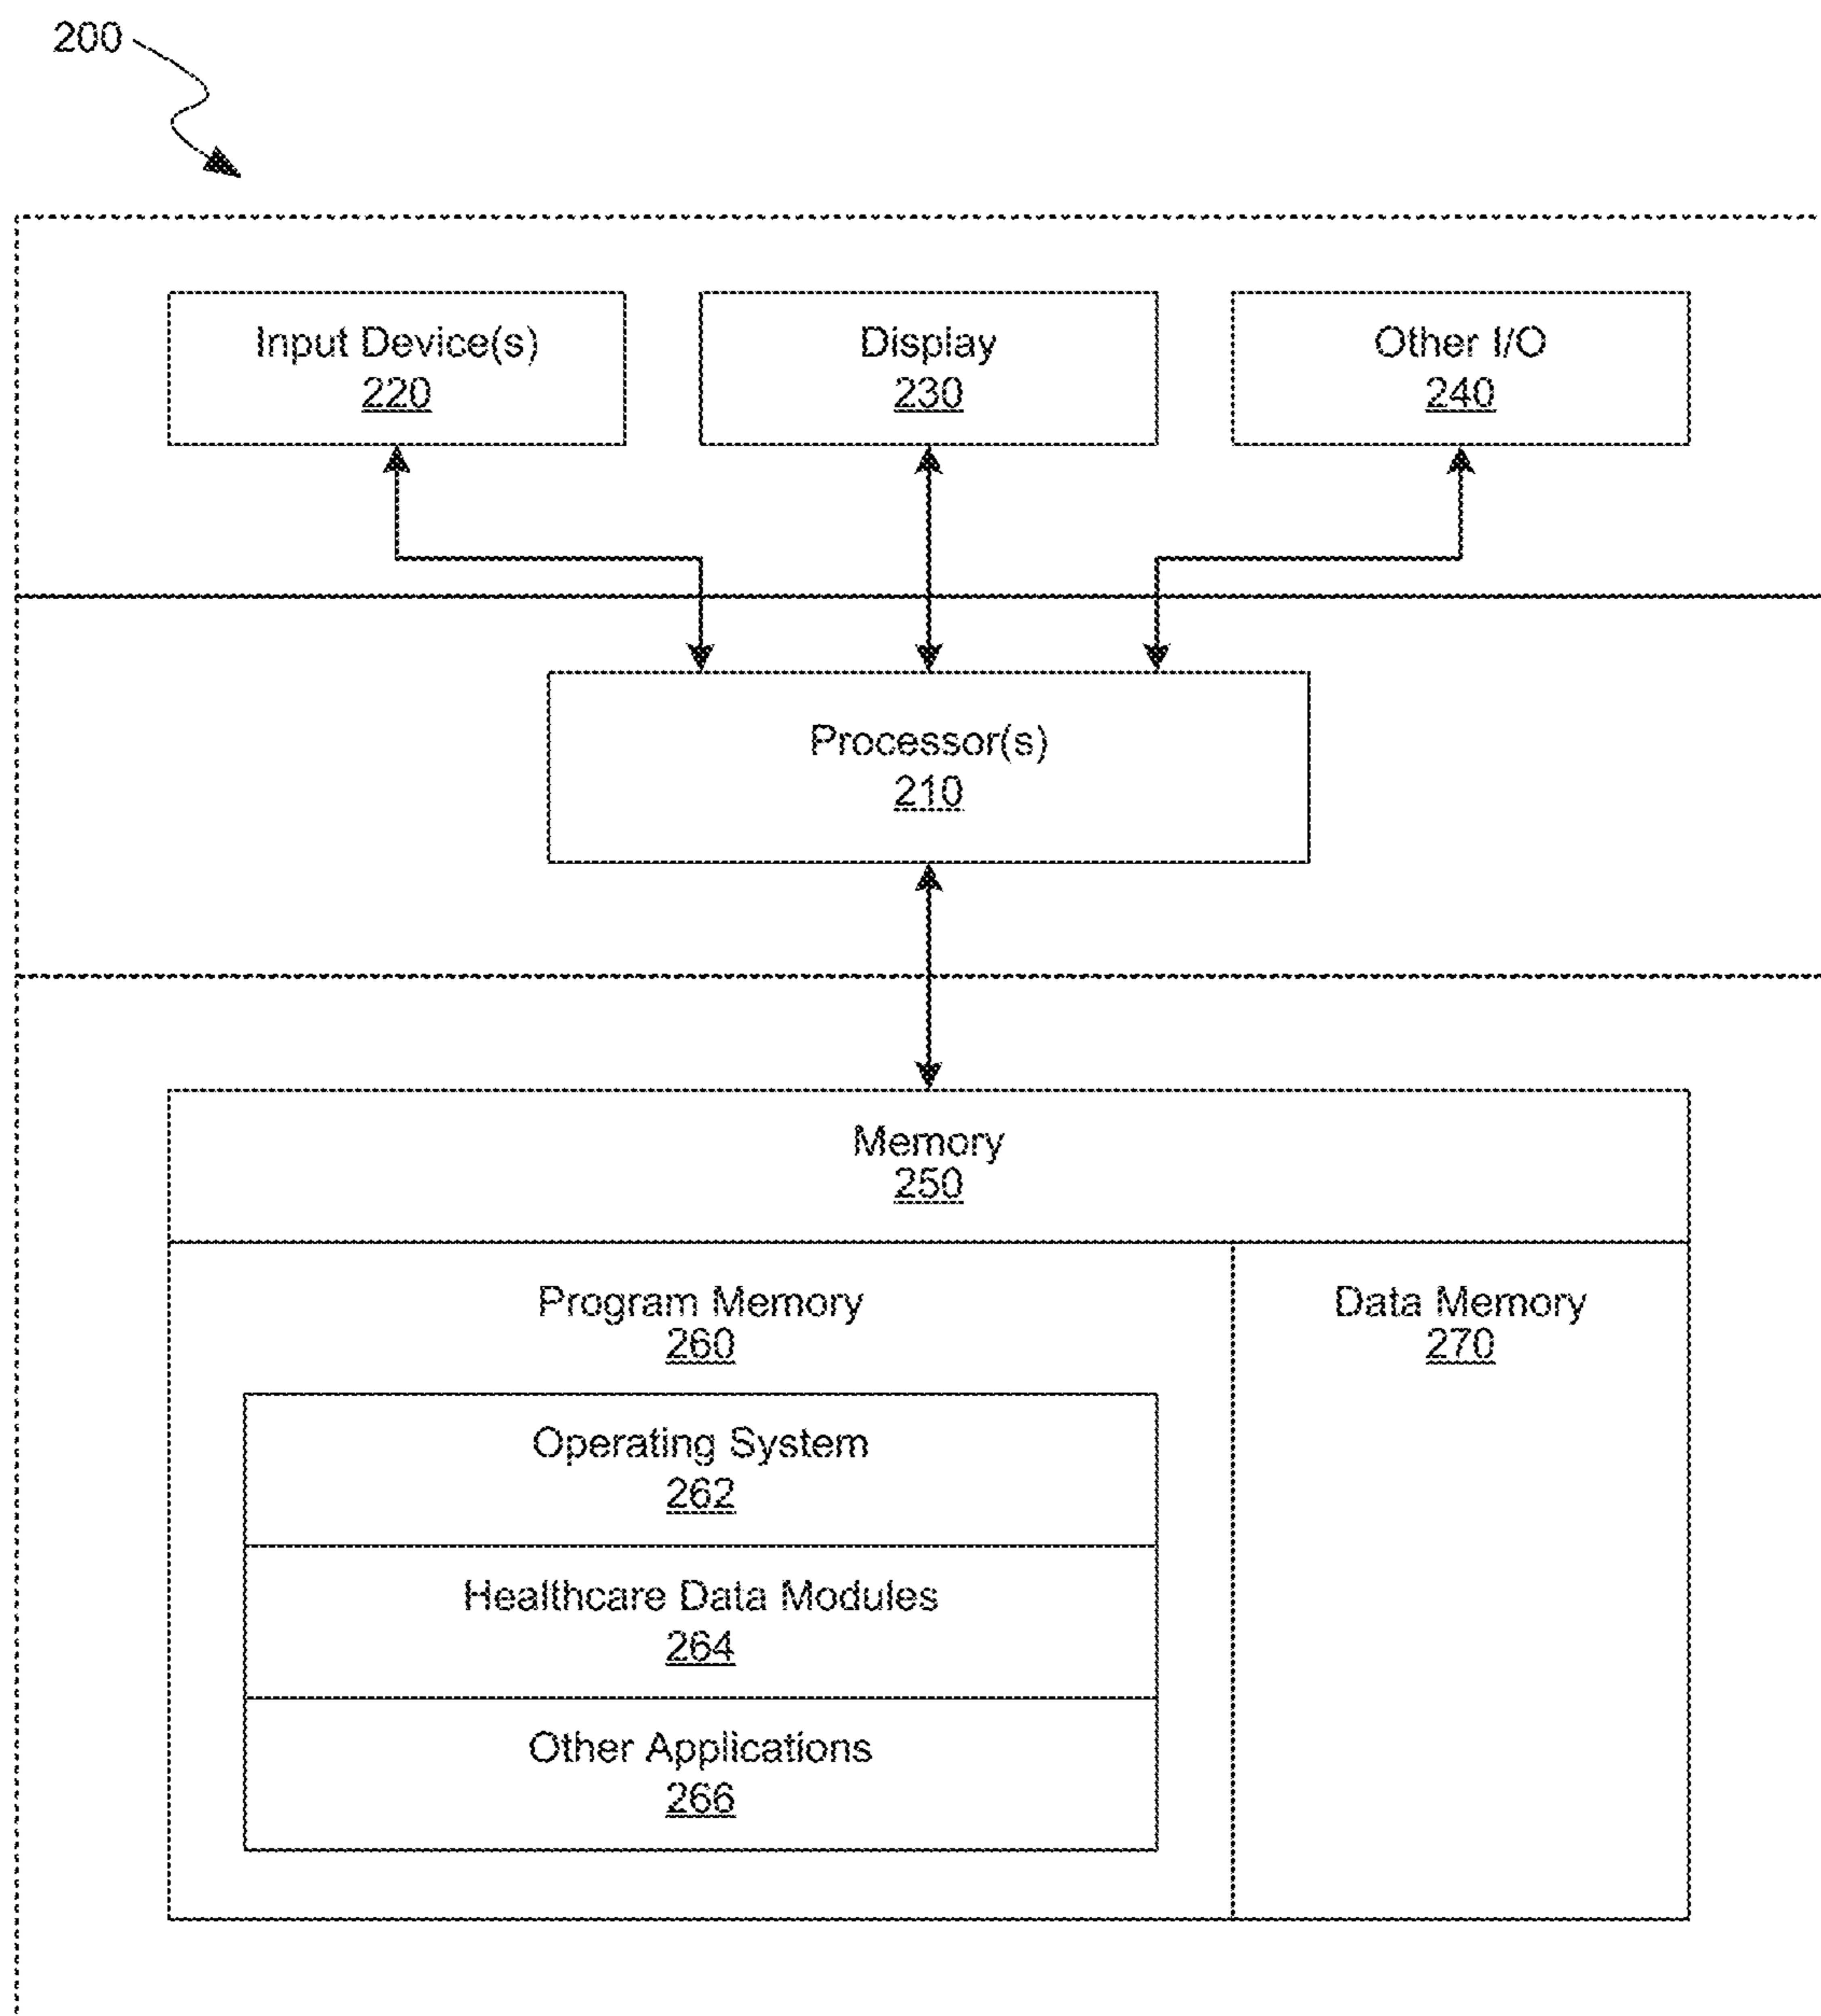 200
Input Device(s)
220
Display
230
Other I/O
240
Processor(s)
210
Memory
250
Program Memory
260
Data Memory
270
Operating System
262
Healthcare Data Modules
264
Other Applications
266